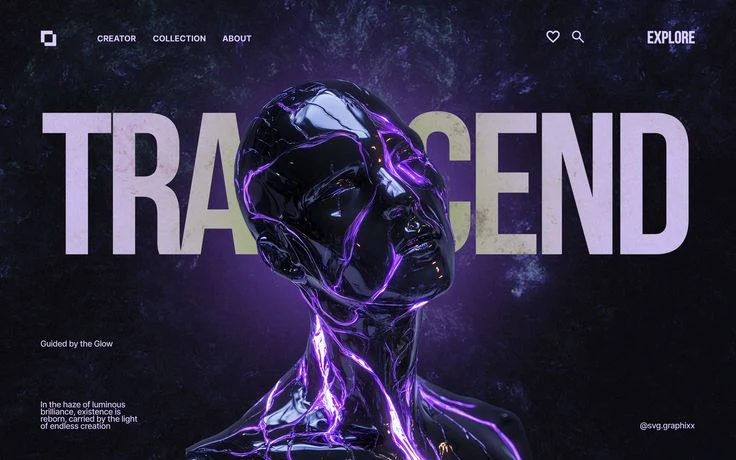 CREATOR COLLECTION ABOUT EXPLORE
TRA CEND
Guided by the Glow
In the haze of luminous
brilliance, existence is
reborn, carried by the light
of endless creation
@svg.graphixx